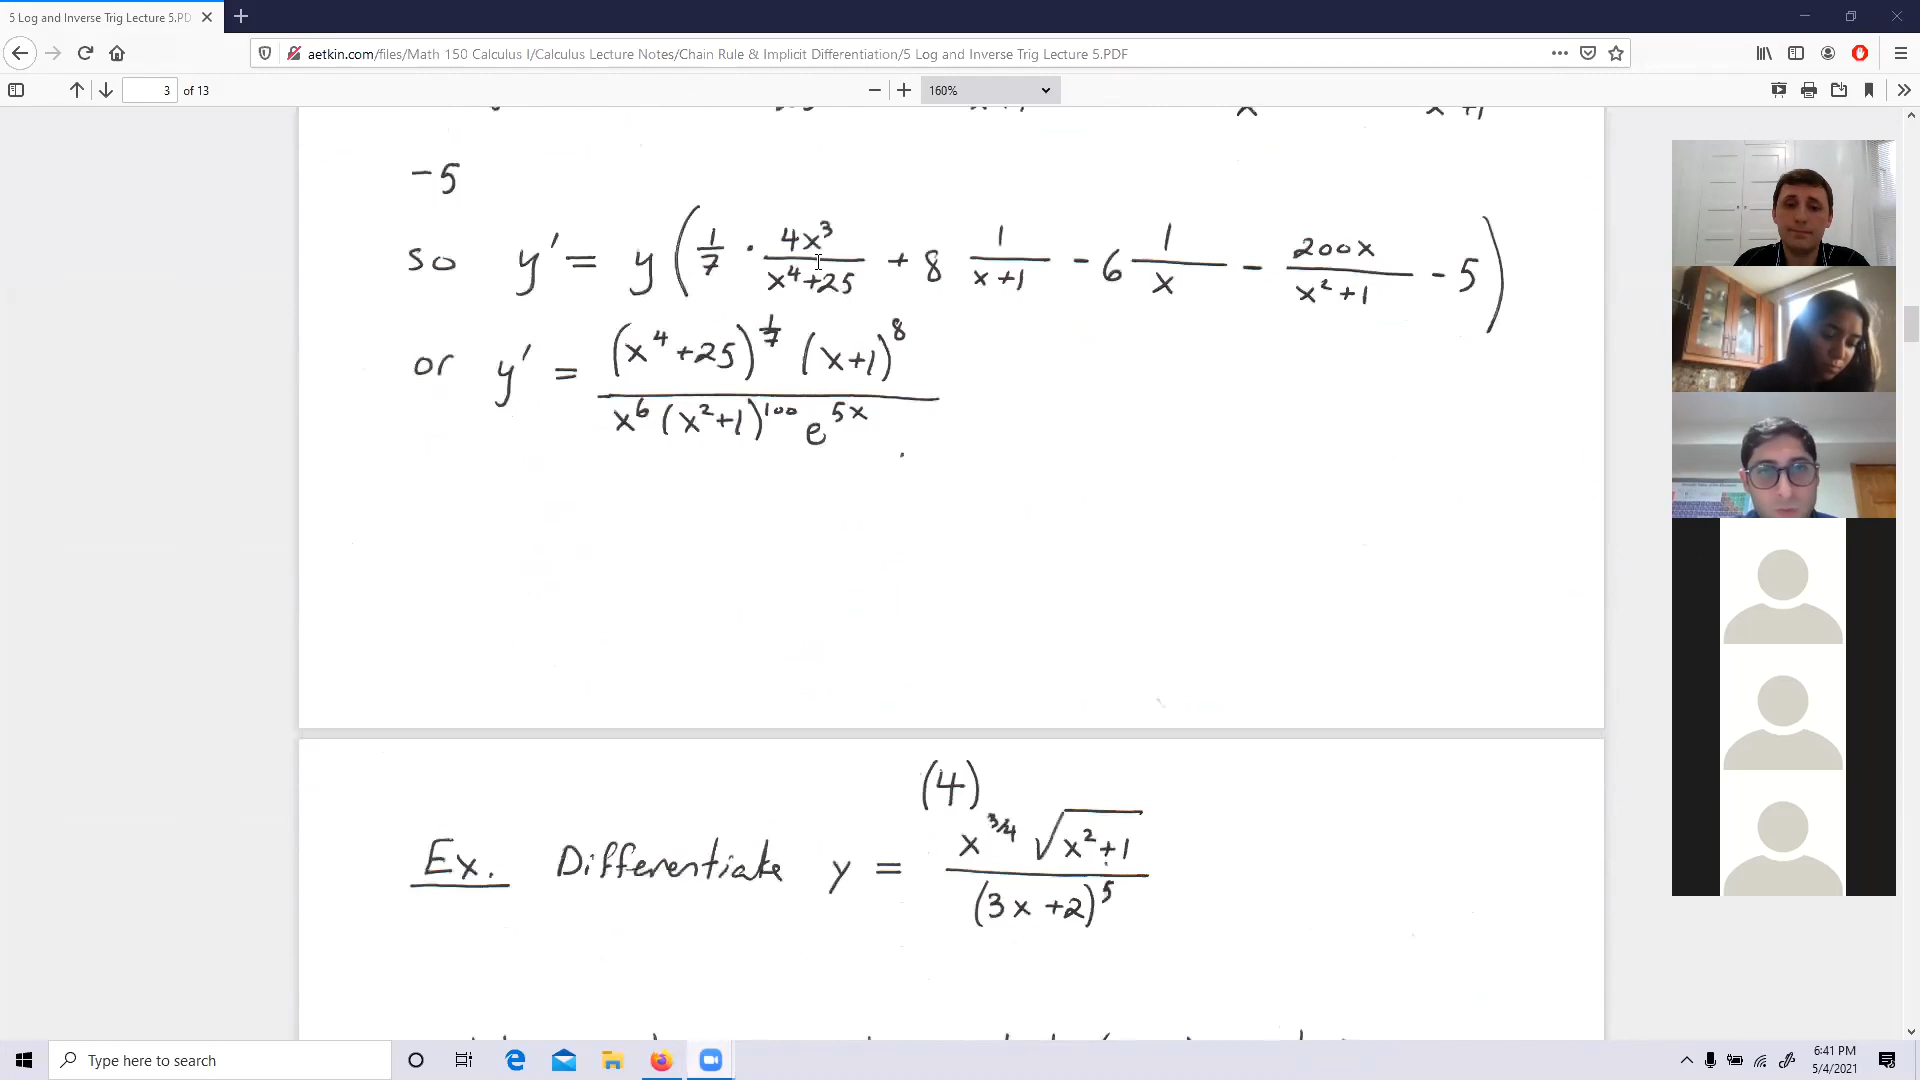 5 Log and Inverse Trig Lecture 5.PD
aetkin.com/files/Math 150 Calculus I/Calculus Lecture Notes/Chain Rule & Implicit Differentiation/5 Log and Inverse Trig Lecture 5.PDF
3 of 13 160%
-5
so y' = y ( 1/7 · 4x³/(x⁴+25) + 8 1/(x+1) - 6 1/x - 200x/(x²+1) - 5 )
or y' = (x⁴+25)^(1/7) (x+1)⁸ / x⁶ (x²+1)¹⁰⁰ e^(5x) .
(4)
Ex. Differentiate y = x^(3/4) √(x²+1) / (3x+2)⁵
Type here to search
6:41 PM
5/4/2021